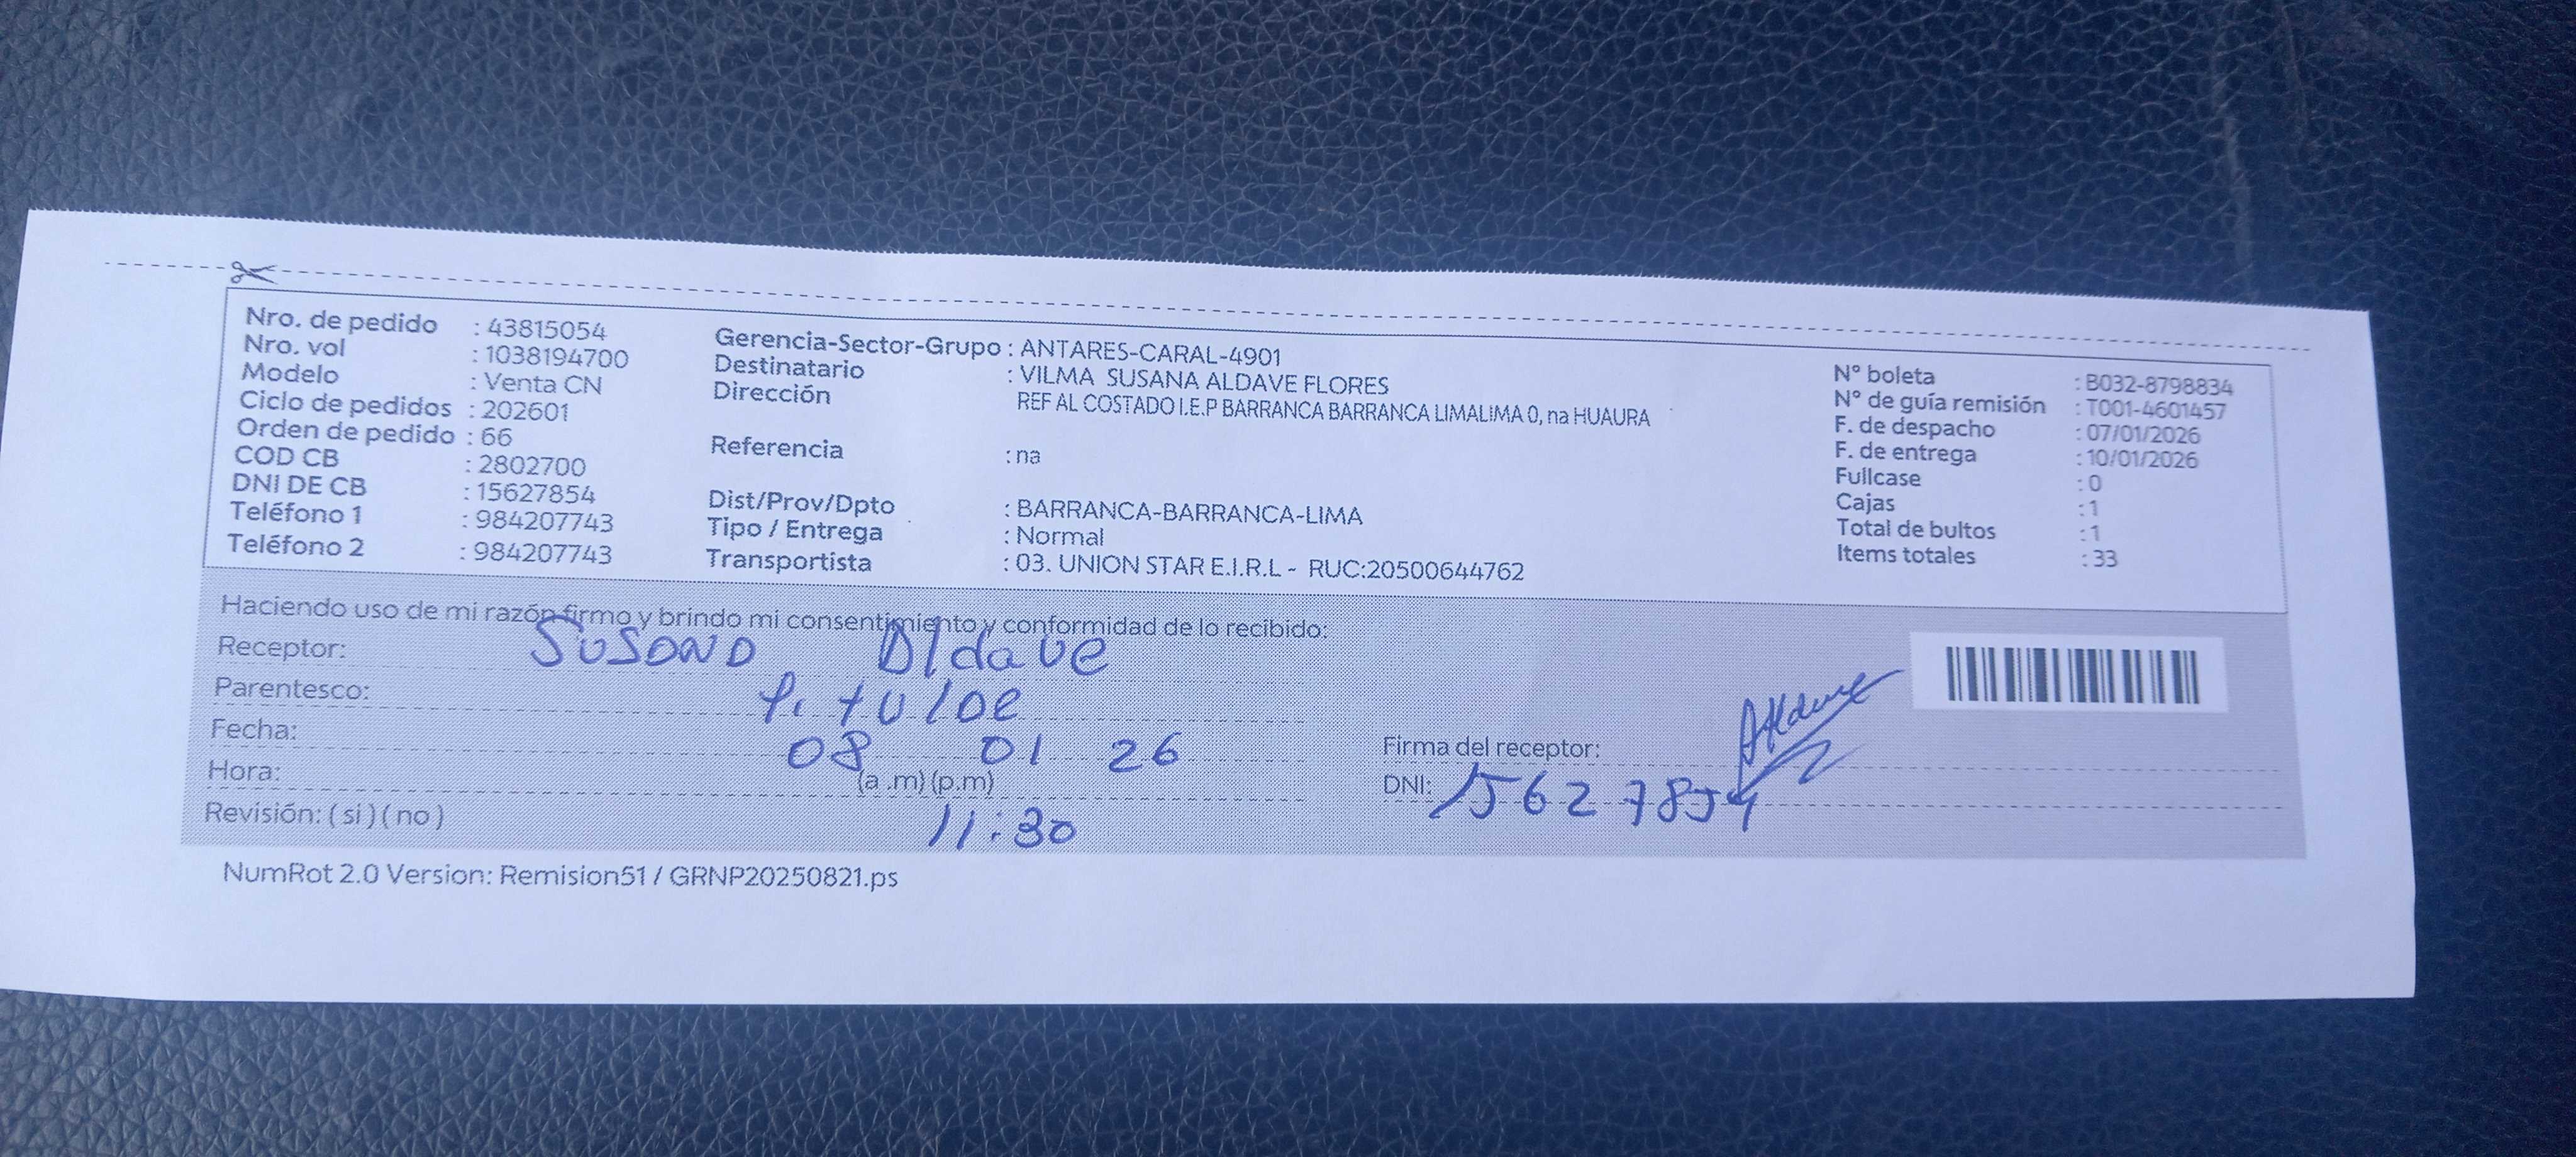 Nro. de pedido : 43815054
Nro. vol : 1038194700
Modelo : Venta CN
Ciclo de pedidos : 202601
Orden de pedido : 66
COD CB : 2802700
DNI DE CB : 15627854
Teléfono 1 : 984207743
Teléfono 2 : 984207743
Gerencia-Sector-Grupo : ANTARES-CARAL-4901
Destinatario : VILMA SUSANA ALDAVE FLORES
Dirección REF AL COSTADO I.E.P BARRANCA BARRANCA LIMALIMA 0, na HUAURA
Referencia : na
Dist/Prov/Dpto : BARRANCA-BARRANCA-LIMA
Tipo / Entrega : Normal
Transportista : 03. UNION STAR E.I.R.L - RUC:20500644762
N° boleta : B032-8798834
N° de guía remisión : T001-4601457
F. de despacho : 07/01/2026
F. de entrega : 10/01/2026
Fullcase : 0
Cajas : 1
Total de bultos : 1
Items totales : 33
Haciendo uso de mi razón firmo y brindo mi consentimiento y conformidad de lo recibido:
Receptor: Susana Aldave
Parentesco: Titular
Fecha: 08 01 26
Hora: (a .m) (p.m) 11:30
Revisión: ( si ) ( no )
Firma del receptor: Aldave
DNI: 15627854
NumRot 2.0 Version: Remision51 / GRNP20250821.ps